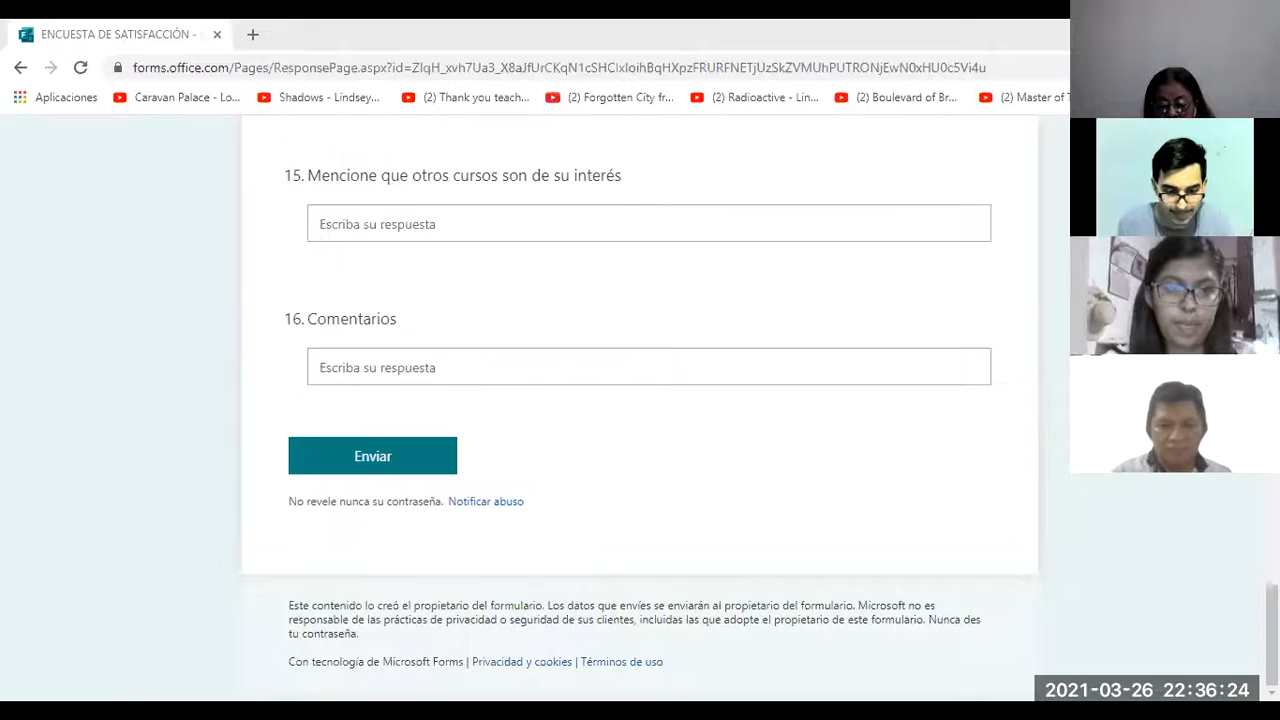 ENCUESTA DE SATISFACCIÓN -
forms.office.com/Pages/ResponsePage.aspx?id=
Aplicaciones
Caravan Palace - Lo...
Shadows - Lindsey...
(2) Thank you teach...
(2) Forgotten City fr...
(2) Radioactive - Lin...
(2) Boulevard of Br...
(2) Master of
15. Mencione que otros cursos son de su interés
Escriba su respuesta
16. Comentarios
Escriba su respuesta
Enviar
No revele nunca su contraseña. Notificar abuso
Este contenido lo creó el propietario del formulario. Los datos que envíes se enviarán al propietario del formulario. Microsoft no es
responsable de las prácticas de privacidad o seguridad de sus clientes, incluidas las que adopte el propietario de este formulario. Nunca des
tu contraseña.
Con tecnología de Microsoft Forms | Privacidad y cookies | Términos de uso
2021-03-26 22:36:24